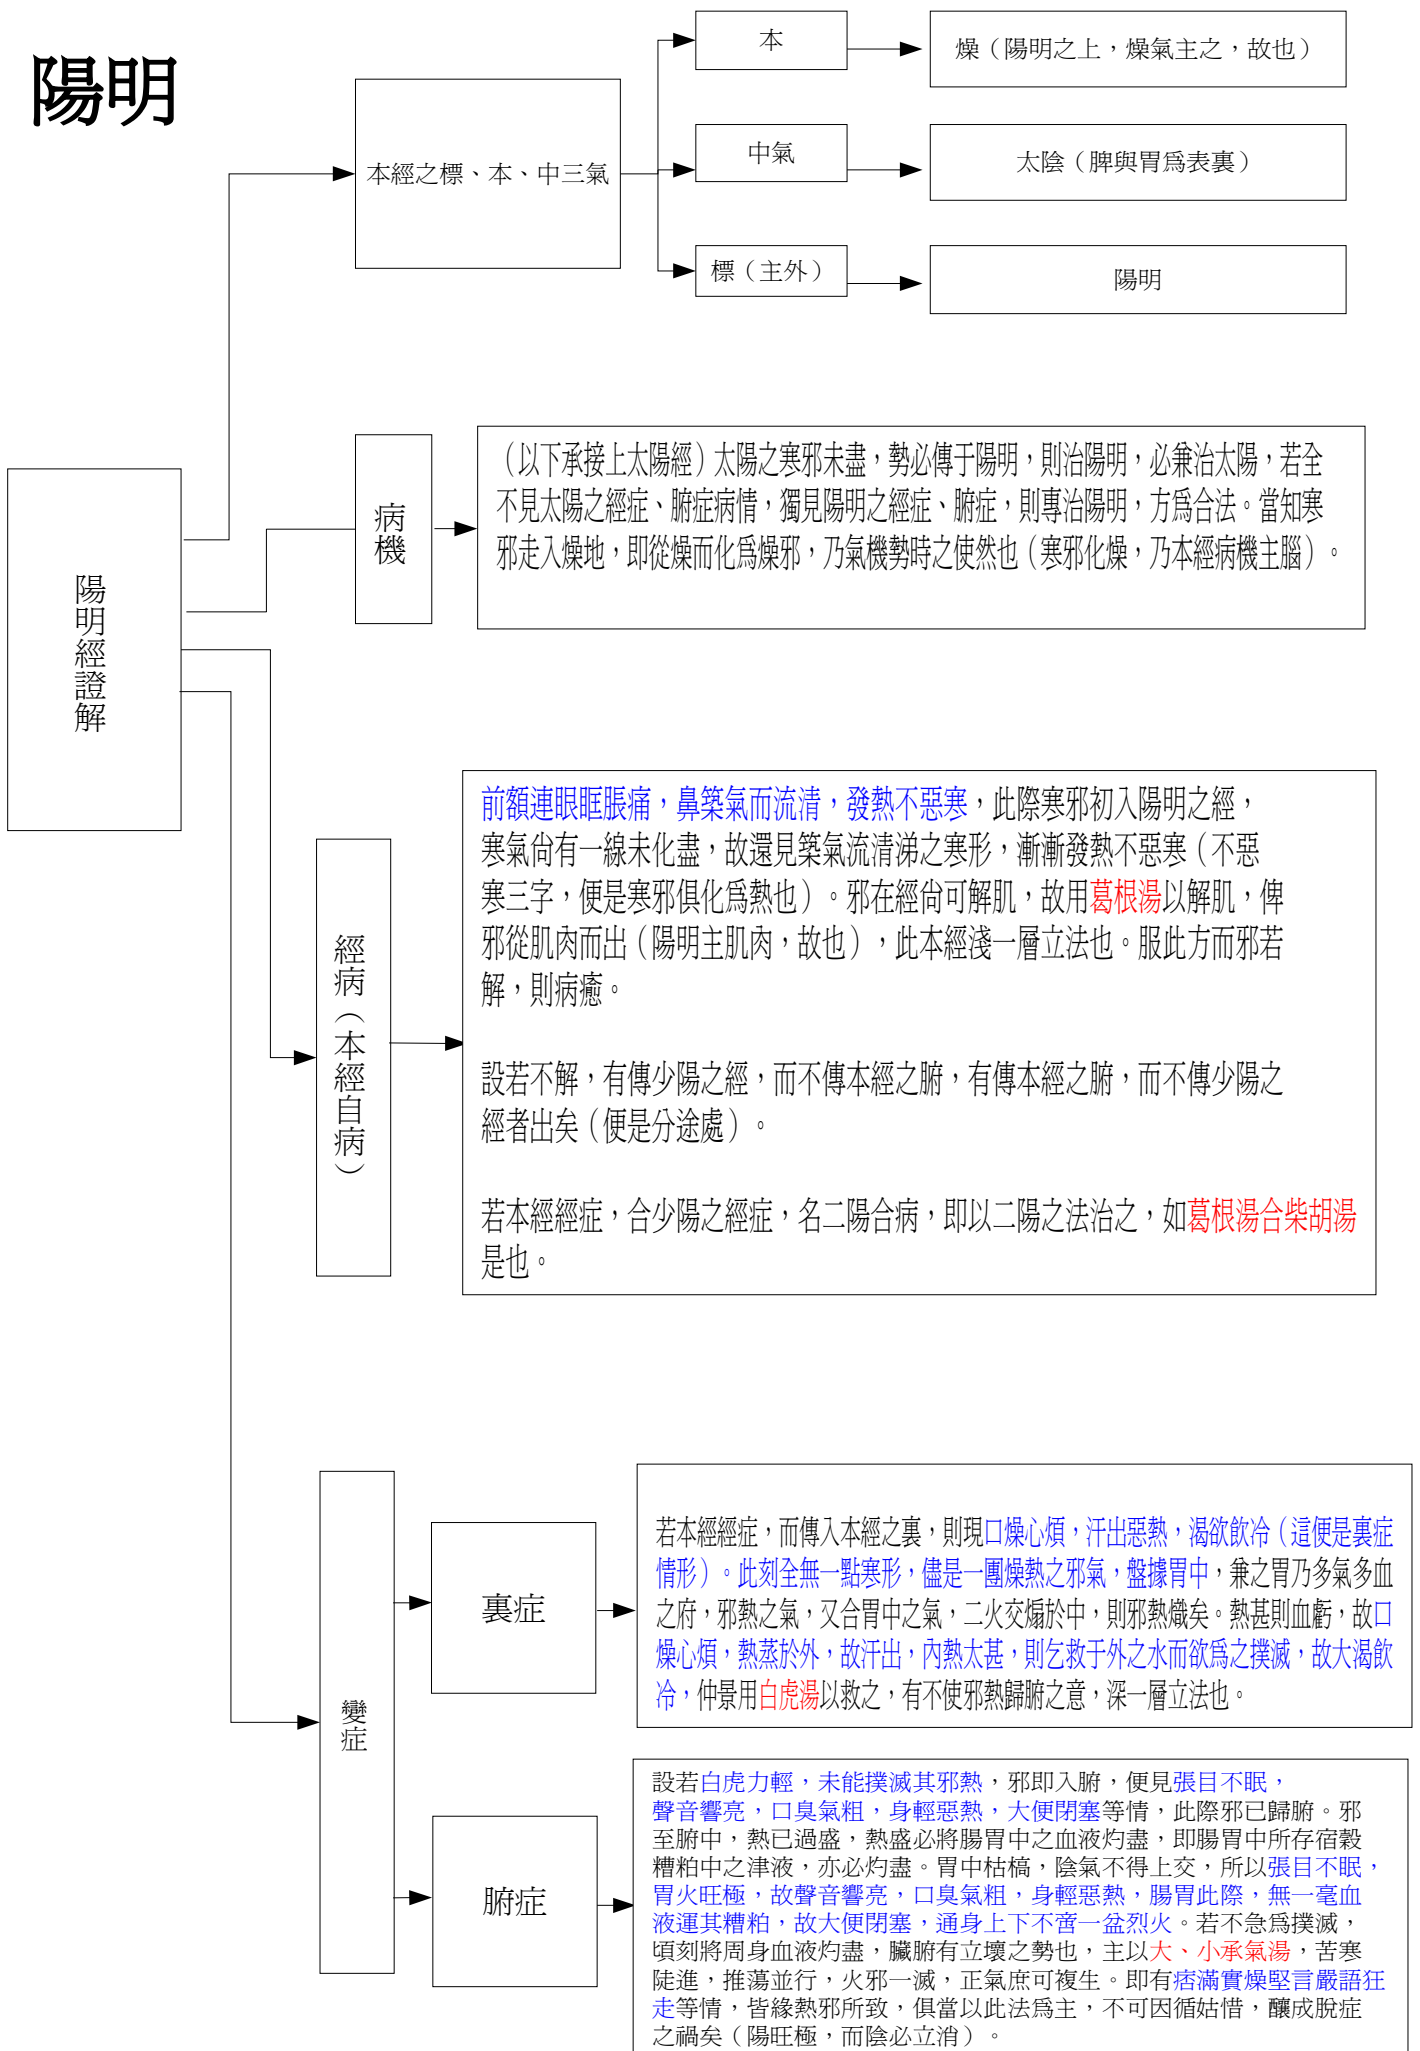 陽明
陽明經證解
本經之標、本、中三氣
本
燥（陽明之上，燥氣主之，故也）
中氣
太陰（脾與胃爲表裏）
標（主外）
陽明
病機
（以下承接上太陽經）太陽之寒邪未盡，勢必傳于陽明，則治陽明，必兼治太陽，若全
不見太陽之經症、腑症病情，獨見陽明之經症、腑症，則專治陽明，方爲合法。當知寒
邪走入燥地，即從燥而化爲燥邪，乃氣機勢時之使然也（寒邪化燥，乃本經病機主腦）。
經病（本經自病）
前額連眼眶脹痛，鼻築氣而流清，發熱不惡寒，此際寒邪初入陽明之經，
寒氣尙有一線未化盡，故還見築氣流清涕之寒形，漸漸發熱不惡寒（不惡
寒三字，便是寒邪俱化爲熱也）。邪在經尙可解肌，故用葛根湯以解肌，俾
邪從肌肉而出（陽明主肌肉，故也），此本經淺一層立法也。服此方而邪若
解，則病癒。
設若不解，有傳少陽之經，而不傳本經之腑，有傳本經之腑，而不傳少陽之
經者出矣（便是分途處）。
若本經經症，合少陽之經症，名二陽合病，即以二陽之法治之，如葛根湯合柴胡湯
是也。
變症
裏症
若本經經症，而傳入本經之裏，則現口燥心煩，汗出惡熱，渴欲飲冷（這便是裏症
情形）。此刻全無一點寒形，儘是一團燥熱之邪氣，盤據胃中，兼之胃乃多氣多血
之府，邪熱之氣，又合胃中之氣，二火交煽於中，則邪熱熾矣。熱甚則血虧，故口
燥心煩，熱蒸於外，故汗出，內熱太甚，則乞救于外之水而欲爲之撲滅，故大渴飲
冷，仲景用白虎湯以救之，有不使邪熱歸腑之意，深一層立法也。
腑症
設若白虎力輕，未能撲滅其邪熱，邪即入腑，便見張目不眠，
聲音響亮，口臭氣粗，身輕惡熱，大便閉塞等情，此際邪已歸腑。邪
至腑中，熱已過盛，熱盛必將腸胃中之血液灼盡，即腸胃中所存宿穀
糟粕中之津液，亦必灼盡。胃中枯槁，陰氣不得上交，所以張目不眠，
胃火旺極，故聲音響亮，口臭氣粗，身輕惡熱，腸胃此際，無一毫血
液運其糟粕，故大便閉塞，通身上下不啻一盆烈火。若不急爲撲滅，
頃刻將周身血液灼盡，臟腑有立壞之勢也，主以大、小承氣湯，苦寒
陡進，推蕩並行，火邪一滅，正氣庶可複生。即有痞滿實燥堅言嚴語狂
走等情，皆緣熱邪所致，俱當以此法爲主，不可因循姑惜，釀成脫症
之禍矣（陽旺極，而陰必立消）。